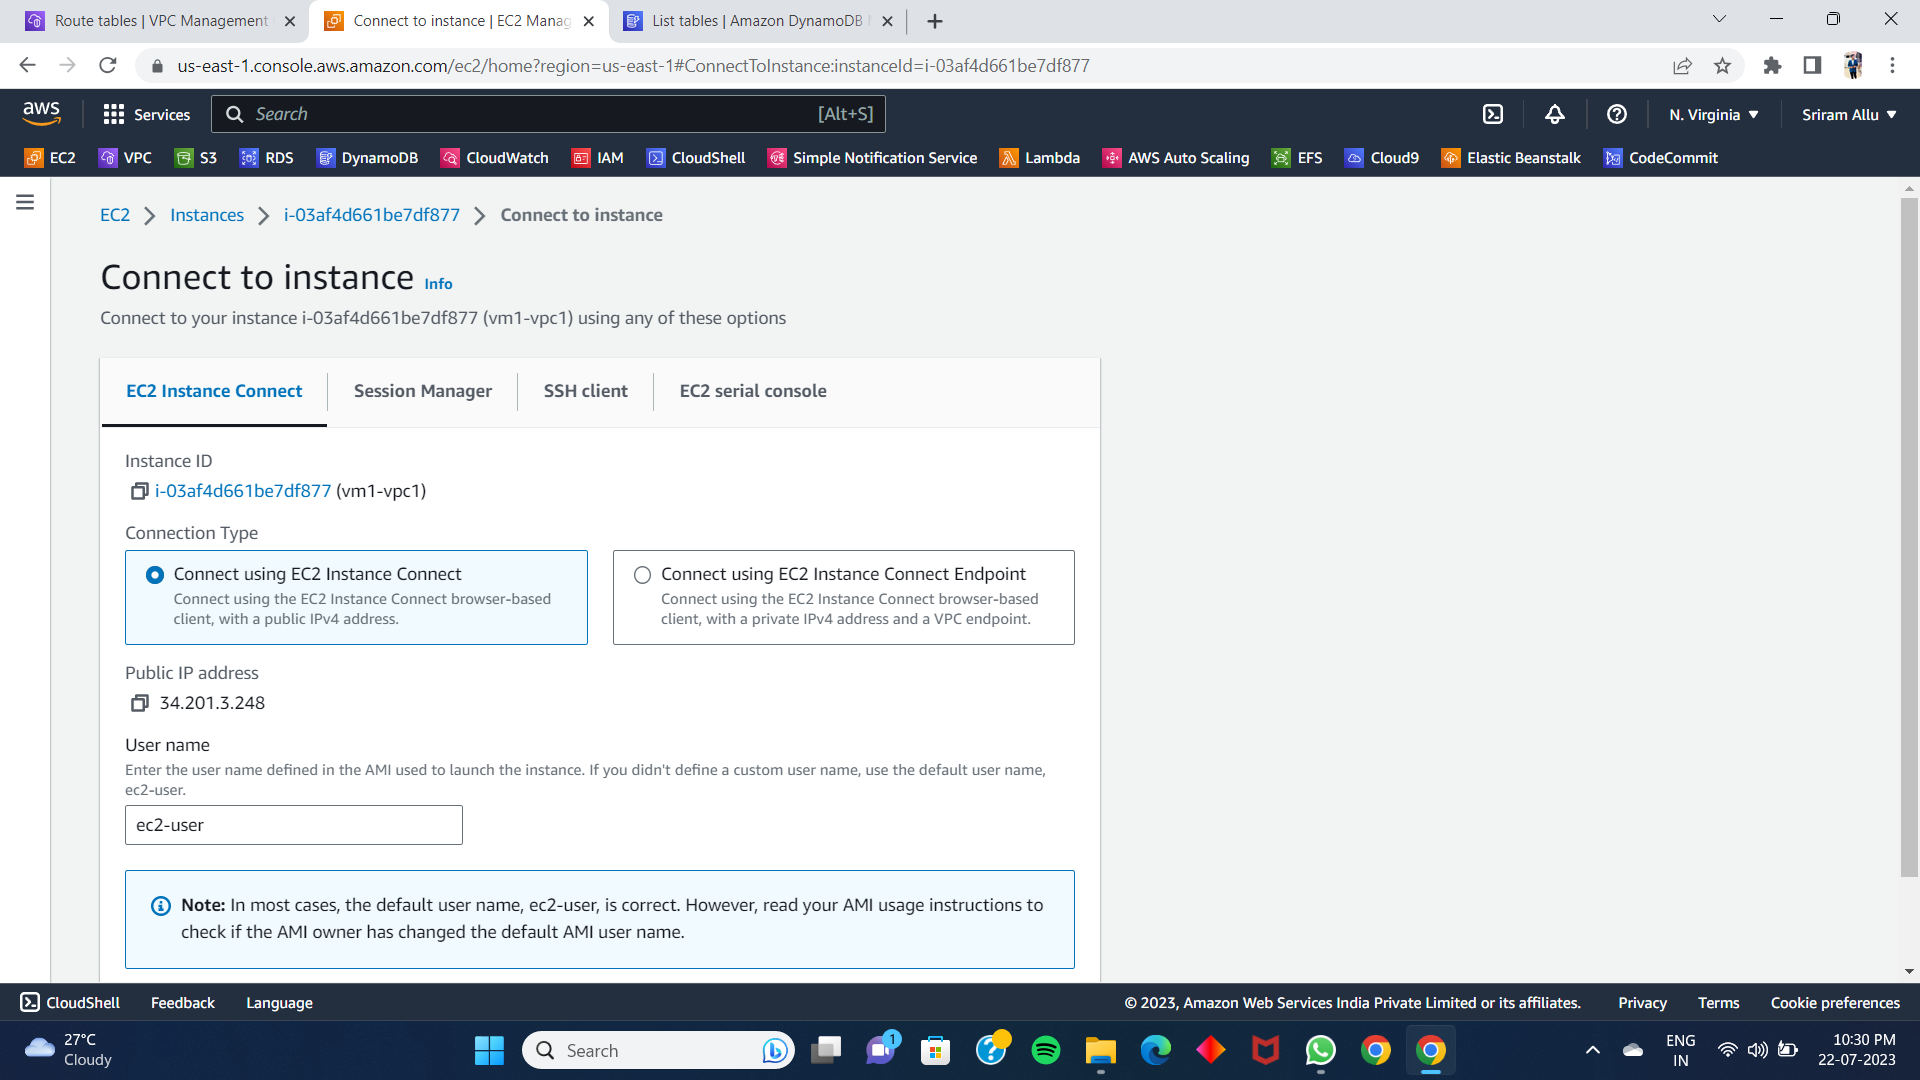 Route tables | VPC Management
Connect to instance | EC2 Manag
List tables | Amazon DynamoDB
us-east-1.console.aws.amazon.com/ec2/home?region=us-east-1#ConnectToInstance:instanceId=i-03af4d661be7df877
aws
Services
Search
[Alt+S]
N. Virginia
Sriram Allu
EC2
VPC
S3
RDS
DynamoDB
CloudWatch
IAM
CloudShell
Simple Notification Service
Lambda
AWS Auto Scaling
EFS
Cloud9
Elastic Beanstalk
CodeCommit
EC2
Instances
i-03af4d661be7df877
Connect to instance
Connect to instance Info
Connect to your instance i-03af4d661be7df877 (vm1-vpc1) using any of these options
EC2 Instance Connect
Session Manager
SSH client
EC2 serial console
Instance ID
i-03af4d661be7df877 (vm1-vpc1)
Connection Type
Connect using EC2 Instance Connect
Connect using the EC2 Instance Connect browser-based
client, with a public IPv4 address.
Connect using EC2 Instance Connect Endpoint
Connect using the EC2 Instance Connect browser-based
client, with a private IPv4 address and a VPC endpoint.
Public IP address
34.201.3.248
User name
Enter the user name defined in the AMI used to launch the instance. If you didn't define a custom user name, use the default user name,
ec2-user.
ec2-user
Note: In most cases, the default user name, ec2-user, is correct. However, read your AMI usage instructions to
check if the AMI owner has changed the default AMI user name.
CloudShell
Feedback
Language
© 2023, Amazon Web Services India Private Limited or its affiliates.
Privacy
Terms
Cookie preferences
27°C
Cloudy
Search
1
ENG
IN
10:30 PM
22-07-2023